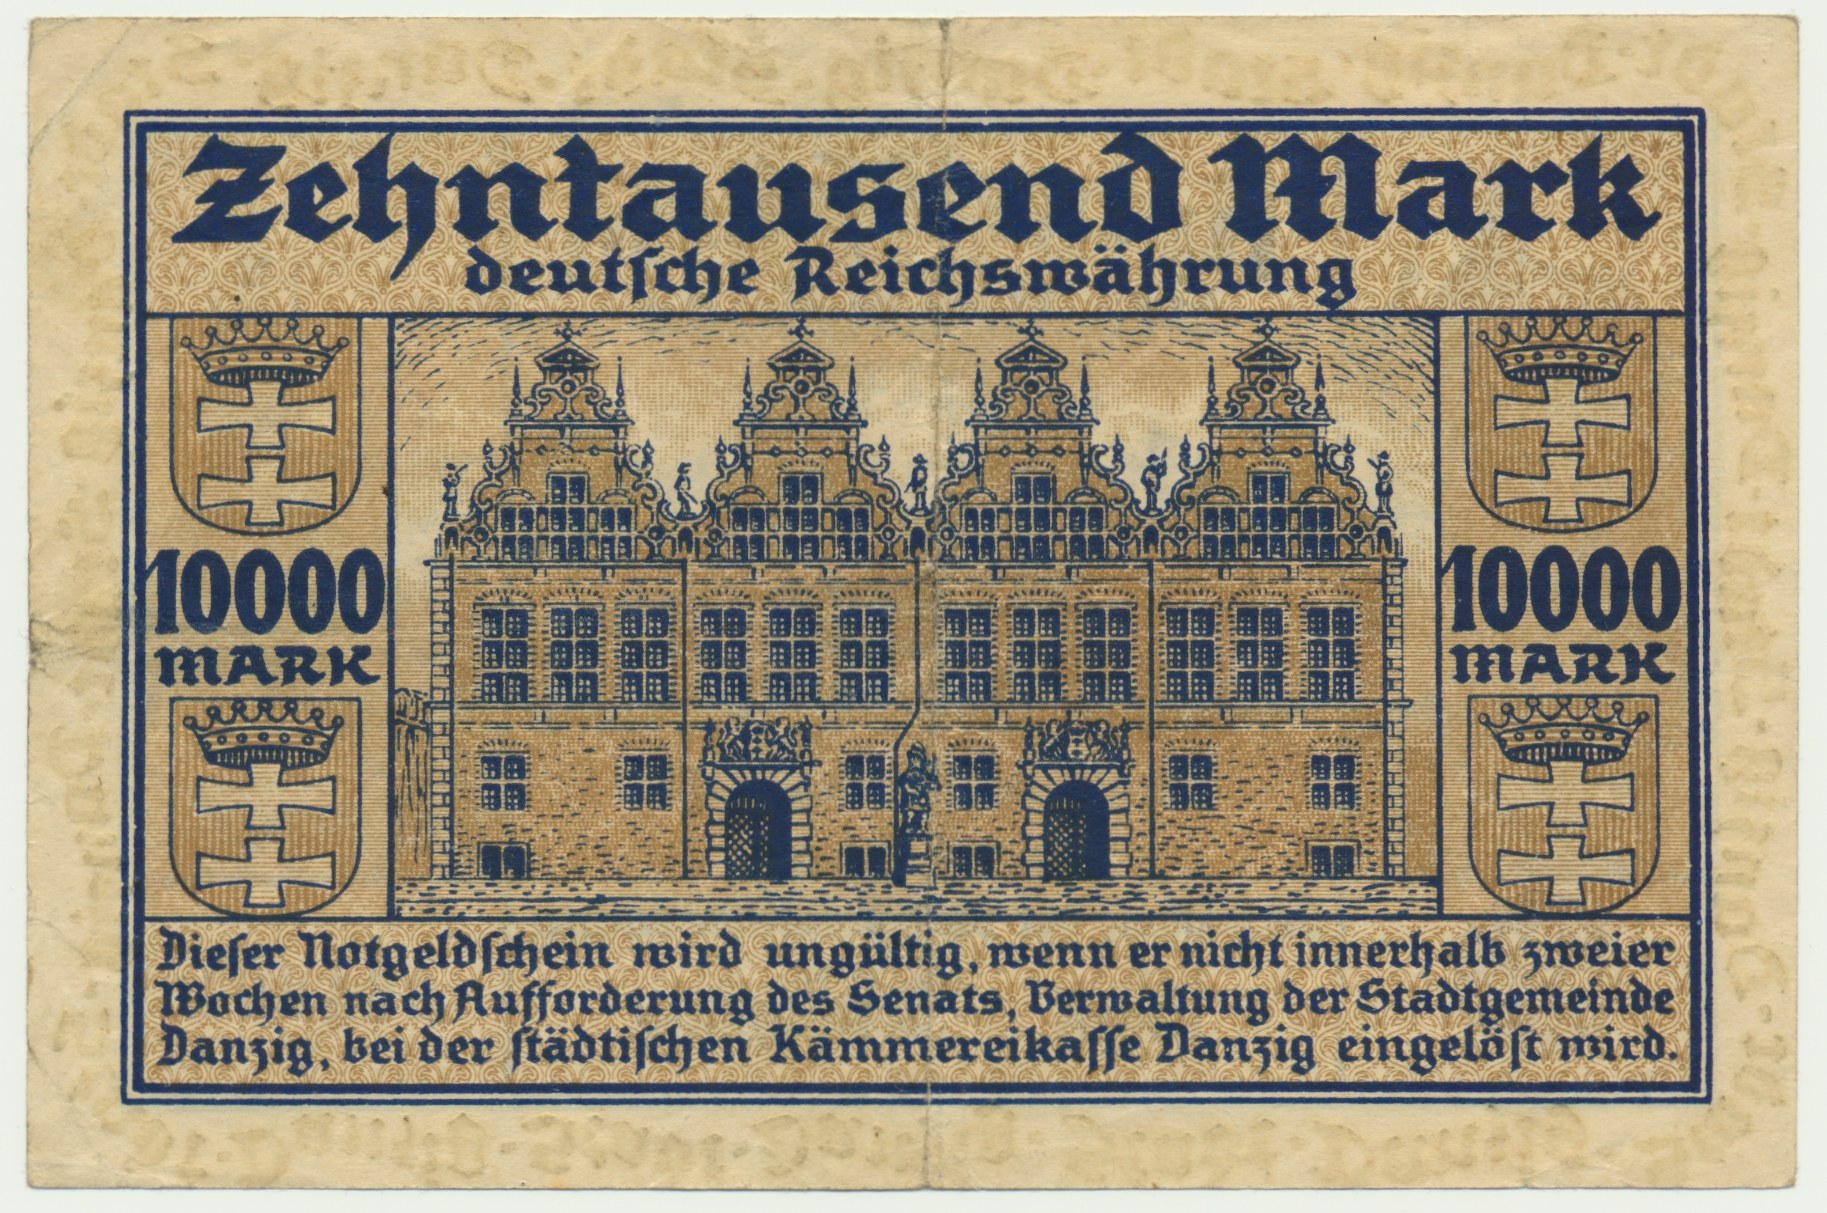 Zehntausend Mark
deutsche Reichswährung
10000
MARK
10000
MARK
Dieser Notgeldschein wird ungültig, wenn er nicht innerhalb zweier
Wochen nach Aufforderung des Senats, Verwaltung der Stadtgemeinde
Danzig, bei der städtischen Kämmereikasse Danzig eingelöst wird.